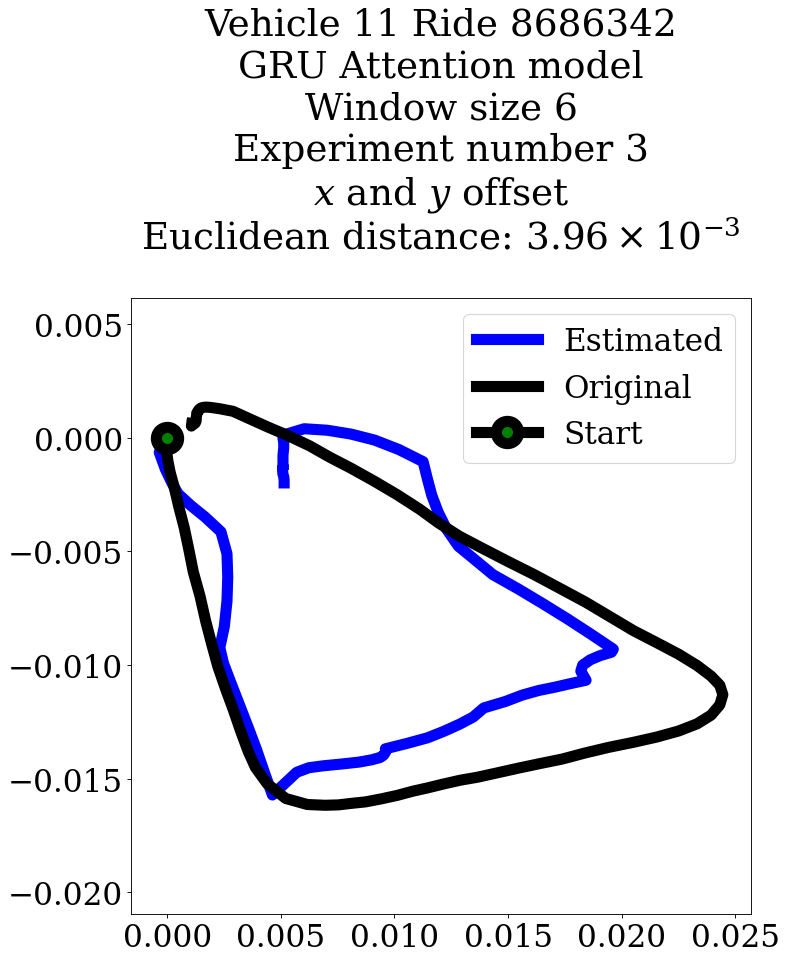 Vehicle 11 Ride 8686342
GRU Attention model
Window size 6
Experiment number 3
x and y offset
Euclidean distance: 3.96 × 10⁻³
Estimated
Original
Start
0.005
0.000
−0.005
−0.010
−0.015
−0.020
0.000 0.005 0.010 0.015 0.020 0.025